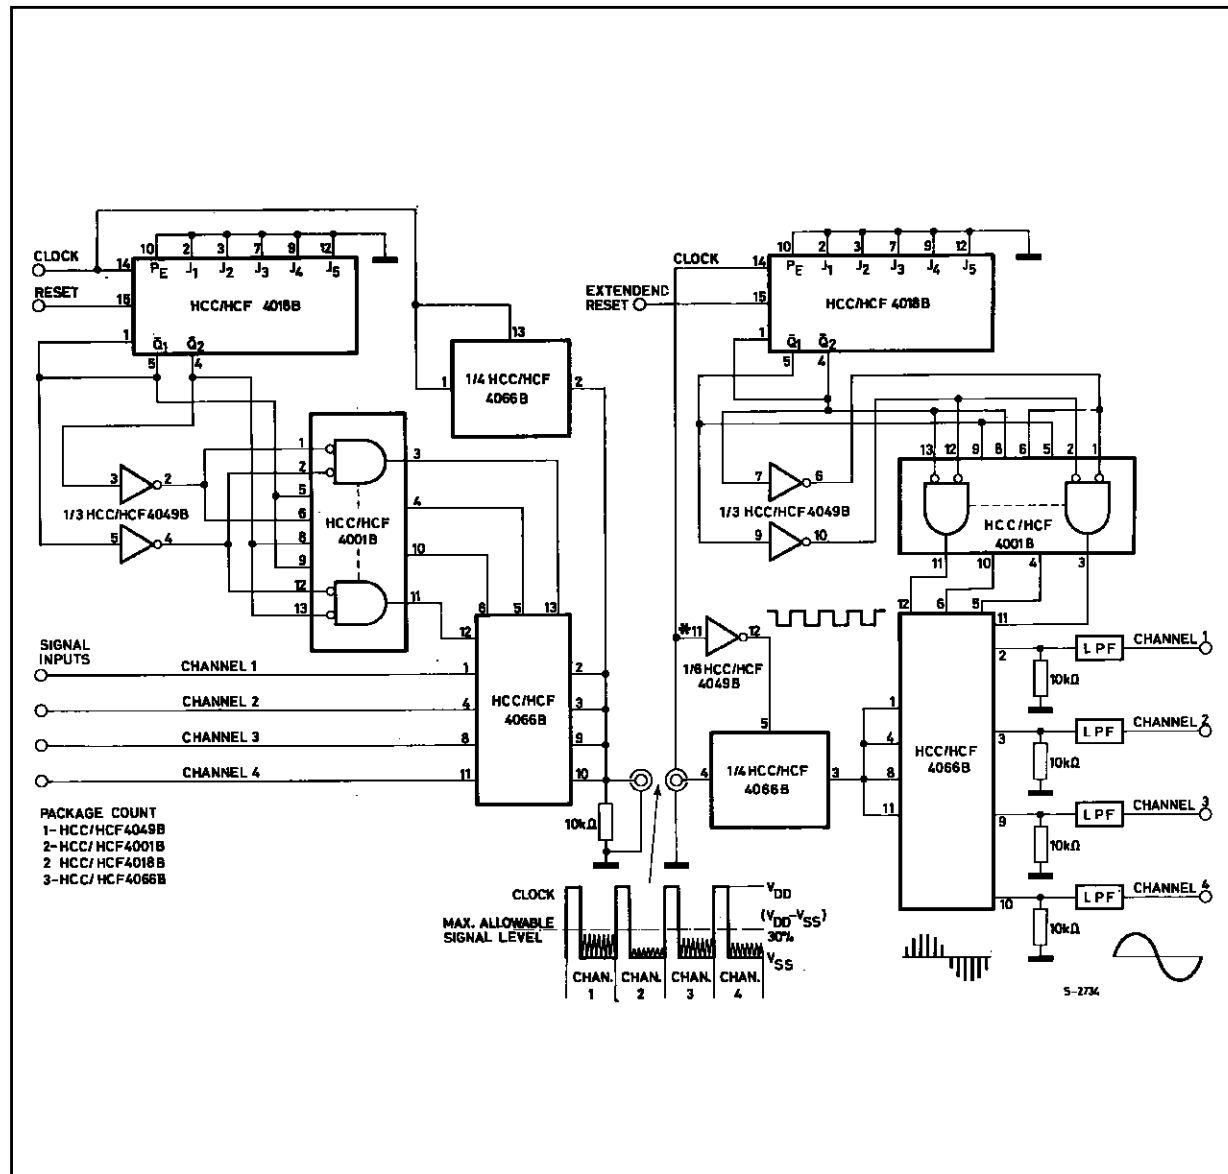 CLOCK
RESET
14
15
1
10 2 3 7 9 12
PE J1 J2 J3 J4 J5
HCC/HCF 4018B
Q̄1 Q̄2
5 4
13
1
1/4 HCC/HCF
4066B
2
3
2
1/3 HCC/HCF4049B
5
4
1
2
5
6
8
9
12
13
HCC/HCF
4001B
3
4
10
11
6 5 13
12
SIGNAL
INPUTS
CHANNEL 1
CHANNEL 2
CHANNEL 3
CHANNEL 4
1
4
8
11
HCC/HCF
4066B
2
3
9
10
10kΩ
PACKAGE COUNT
1-HCC/HCF4049B
2-HCC/HCF4001B
2 HCC/HCF4018B
3-HCC/HCF4066B
CLOCK
EXTENDEND
RESET
14
15
1
10 2 3 7 9 12
PE J1 J2 J3 J4 J5
HCC/HCF 4018B
Q̄1 Q̄2
5 4
7
6
1/3 HCC/HCF4049B
9
10
13 12 9 8 6 5 2 1
HCC/HCF
4001B
11 10 4 3
*11
12
1/6 HCC/HCF
4049B
5
4
1/4 HCC/HCF
4066B
3
12 6 5 11
1
4
8
11
HCC/HCF
4066B
2
3
9
10
10kΩ
10kΩ
10kΩ
10kΩ
LPF
LPF
LPF
LPF
CHANNEL 1
CHANNEL 2
CHANNEL 3
CHANNEL 4
CLOCK
MAX. ALLOWABLE
SIGNAL LEVEL
VDD
(VDD-VSS)
30%
VSS
CHAN. CHAN. CHAN. CHAN.
1 2 3 4
S-2734